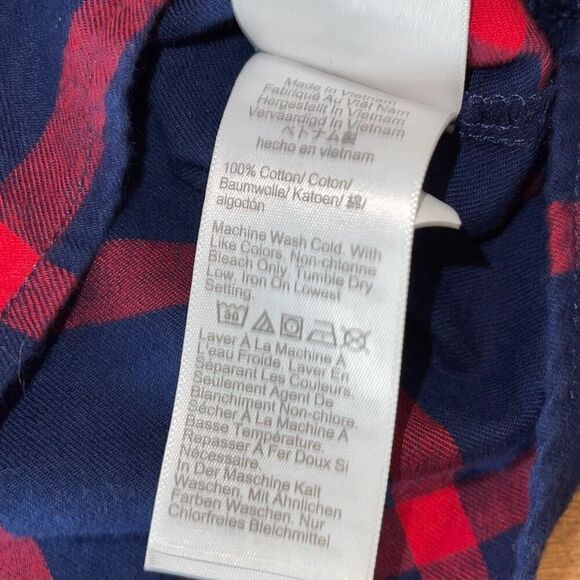 Made in Vietnam
Fabriqué Au Viêt Nam
Hergestellt In Vietnam
Vervaardigd In Vietnam
ベトナム製
hecho en vietnam
100% Cotton/ Coton/
Baumwolle/ Katoen/ 綿/
algodón
Machine Wash Cold. With
Like Colors, Non-chlorine
Bleach Only. Tumble Dry
Low, Iron On Lowest
Setting.
30
Laver À La Machine À
L'eau Froide, Laver En
Séparant Les Couleurs,
Seulement Agent De
Blanchiment Non-chlorine.
Sécher À La Machine À
Basse Température.
Repasser À Fer Doux Si
Nécessaire.
In Der Maschine Kalt
Waschen, Mit Ähnlichen
Farben Waschen, Nur
Chlorfreies Bleichmittel